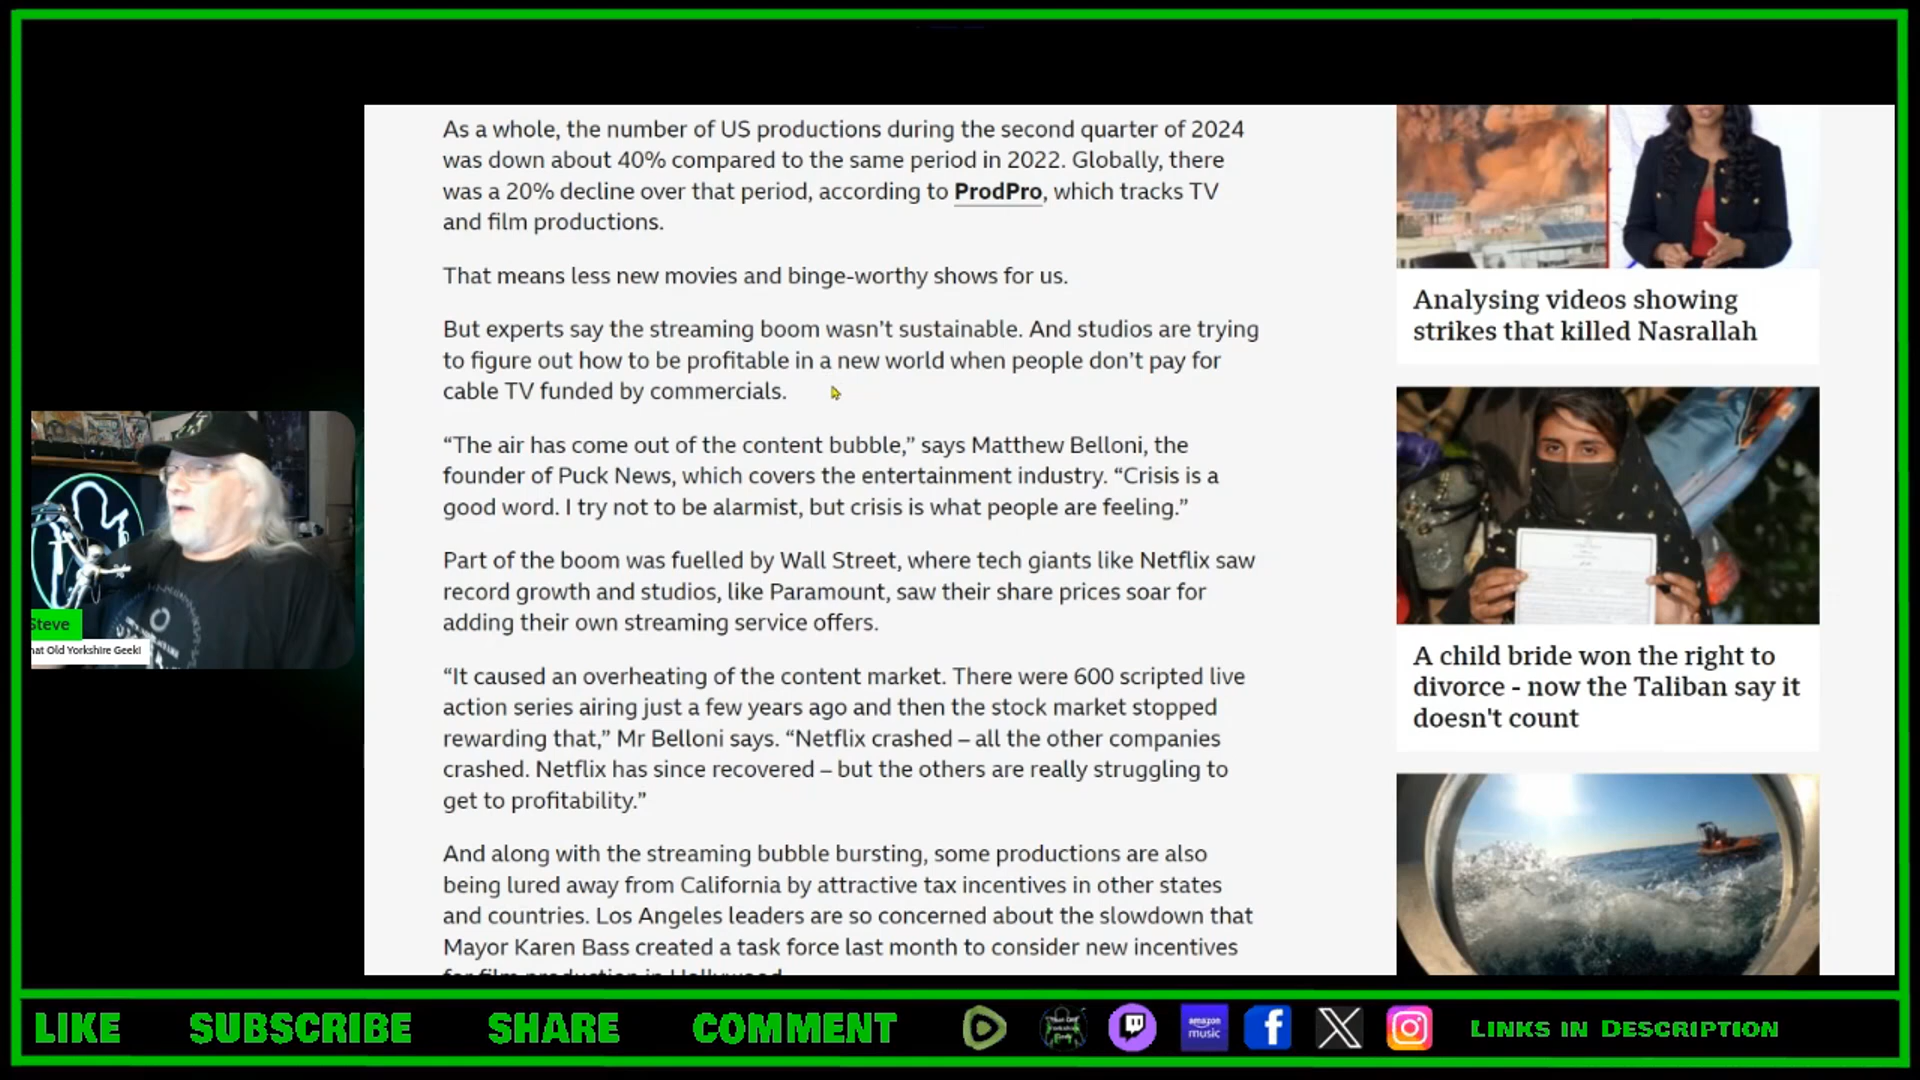 As a whole, the number of US productions during the second quarter of 2024
was down about 40% compared to the same period in 2022. Globally, there
was a 20% decline over that period, according to ProdPro, which tracks TV
and film productions.
That means less new movies and binge-worthy shows for us.
But experts say the streaming boom wasn't sustainable. And studios are trying
to figure out how to be profitable in a new world when people don't pay for
cable TV funded by commercials.
“The air has come out of the content bubble,” says Matthew Belloni, the
founder of Puck News, which covers the entertainment industry. “Crisis is a
good word. I try not to be alarmist, but crisis is what people are feeling.”
Part of the boom was fuelled by Wall Street, where tech giants like Netflix saw
record growth and studios, like Paramount, saw their share prices soar for
adding their own streaming service offers.
“It caused an overheating of the content market. There were 600 scripted live
action series airing just a few years ago and then the stock market stopped
rewarding that,” Mr Belloni says. “Netflix crashed – all the other companies
crashed. Netflix has since recovered – but the others are really struggling to
get to profitability.”
And along with the streaming bubble bursting, some productions are also
being lured away from California by attractive tax incentives in other states
and countries. Los Angeles leaders are so concerned about the slowdown that
Mayor Karen Bass created a task force last month to consider new incentives
for film production in Hollywood.
Analysing videos showing
strikes that killed Nasrallah
A child bride won the right to
divorce - now the Taliban say it
doesn't count
Steve
hat Old Yorkshire Geek!
LIKE SUBSCRIBE SHARE COMMENT
amazon
music
LINKS IN DESCRIPTION